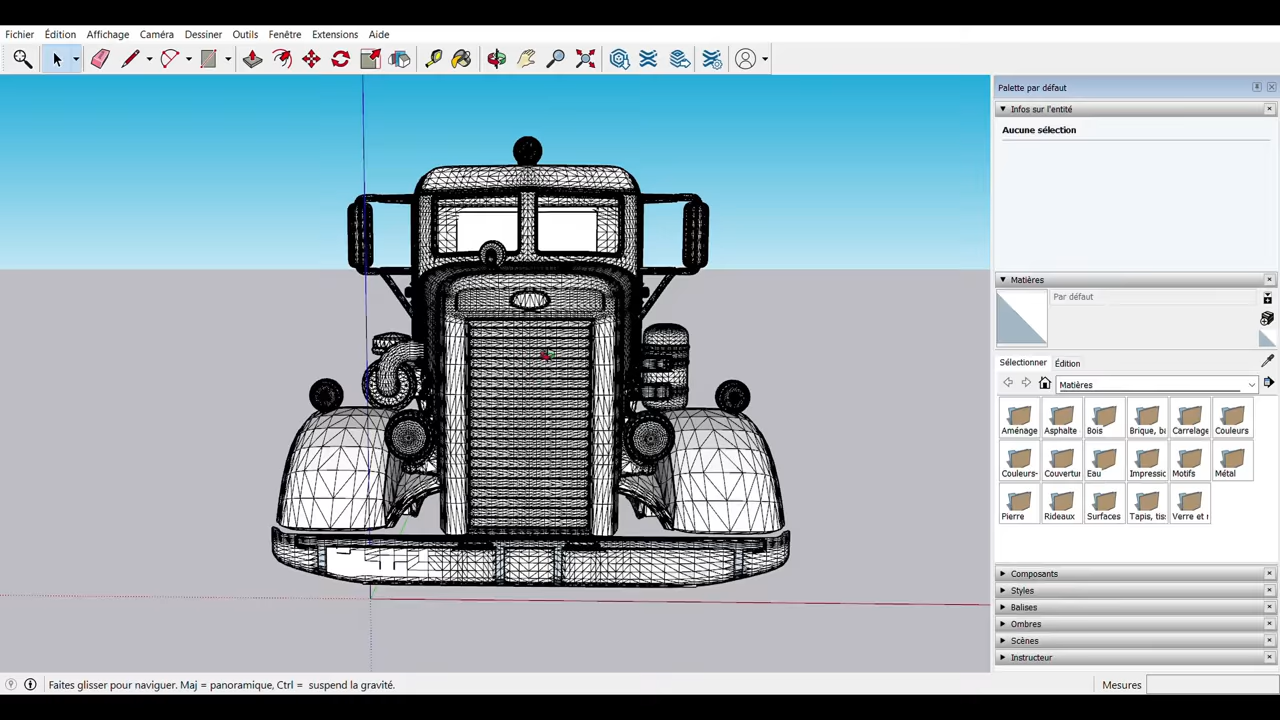 Fichier Édition Affichage Caméra Dessiner Outils Fenêtre Extensions Aide
Palette par défaut
Infos sur l'entité
Aucune sélection
Matières
Par défaut
Sélectionner Édition
Matières
Aménage Asphalte Bois Brique, ba Carrelage Couleurs
Couleurs- Couvertu Eau Impressic Motifs Métal
Pierre Rideaux Surfaces Tapis, tis Verre et r
Composants
Styles
Balises
Ombres
Scènes
Instructeur
Faites glisser pour naviguer. Maj = panoramique, Ctrl = suspend la gravité. Mesures